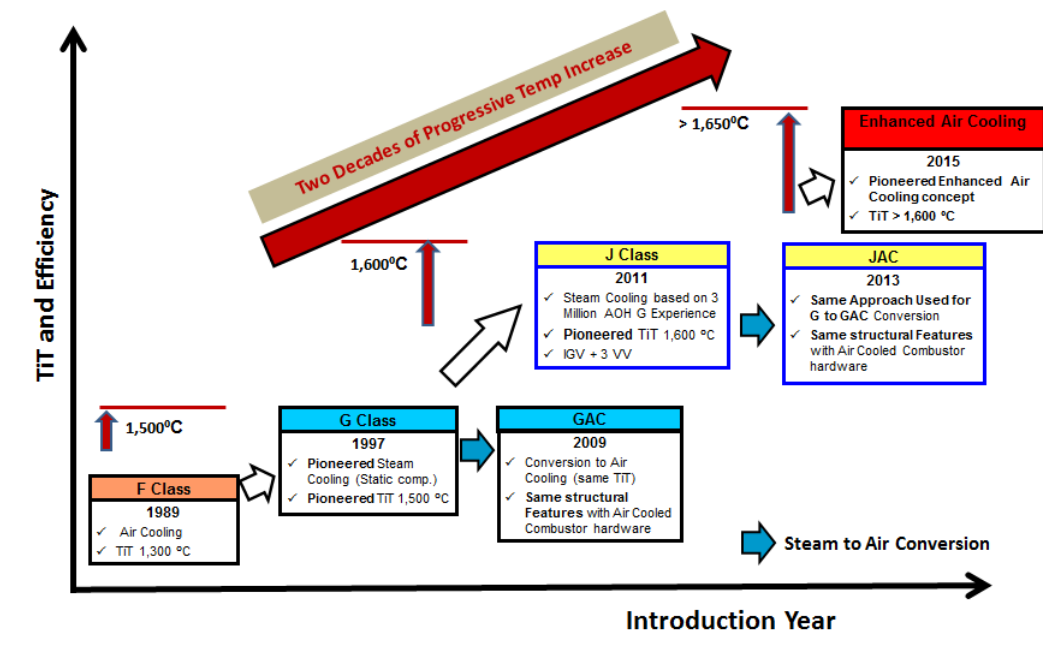 TiT and Efficiency
Two Decades of Progressive Temp Increase
> 1,650⁰C
Enhanced Air Cooling
2015
✓ Pioneered Enhanced Air
Cooling concept
✓ TiT > 1,600 ºC
1,600⁰C
J Class
2011
✓ Steam Cooling based on 3
Million AOH G Experience
✓ Pioneered TiT 1,600 ºC
✓ IGV + 3 VV
JAC
2013
✓ Same Approach Used for
G to GAC Conversion
✓ Same structural Features
with Air Cooled Combustor
hardware
1,500⁰C
F Class
1989
✓ Air Cooling
✓ TiT 1,300 ºC
G Class
1997
✓ Pioneered Steam
Cooling (Static comp.)
✓ Pioneered TiT 1,500 ºC
GAC
2009
✓ Conversion to Air
Cooling (same TiT)
✓ Same structural
Features with Air Cooled
Combustor hardware
Steam to Air Conversion
Introduction Year